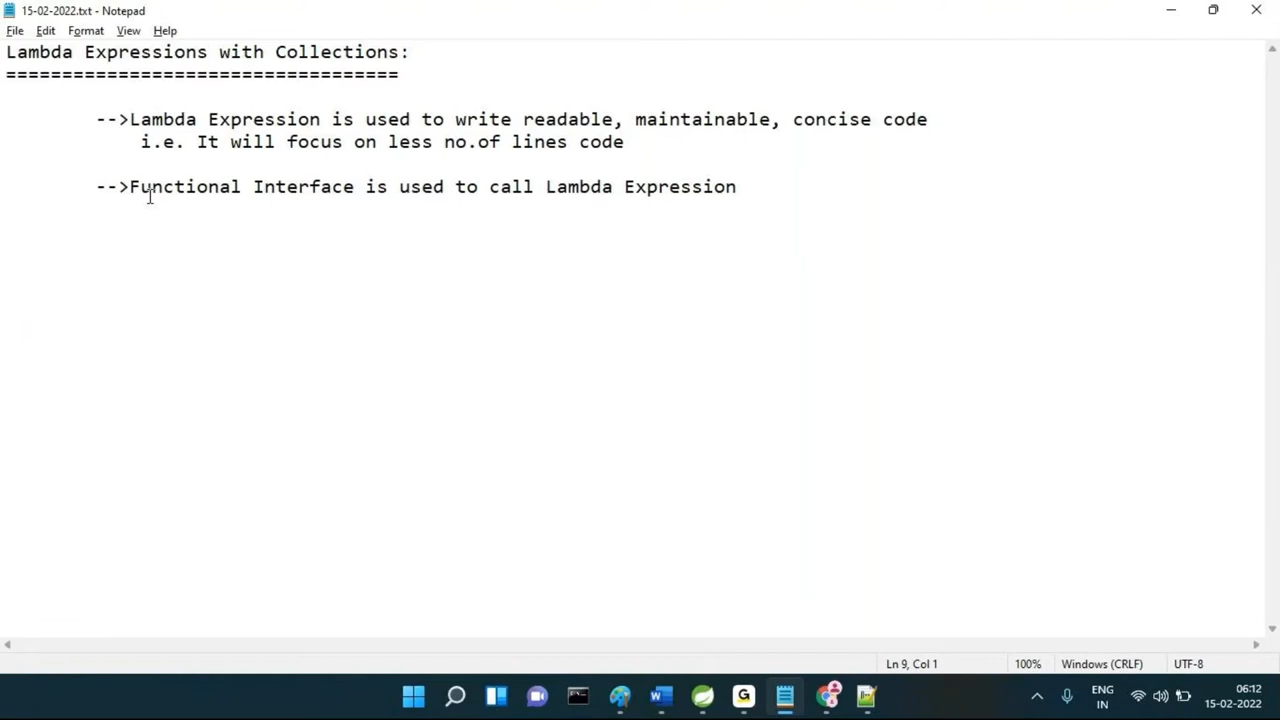 15-02-2022.txt - Notepad
File Edit Format View Help
Lambda Expressions with Collections:
===================================
-->Lambda Expression is used to write readable, maintainable, concise code
i.e. It will focus on less no.of lines code
-->Functional Interface is used to call Lambda Expression
Ln 9, Col 1 100% Windows (CRLF) UTF-8
ENG 06:12
IN 15-02-2022